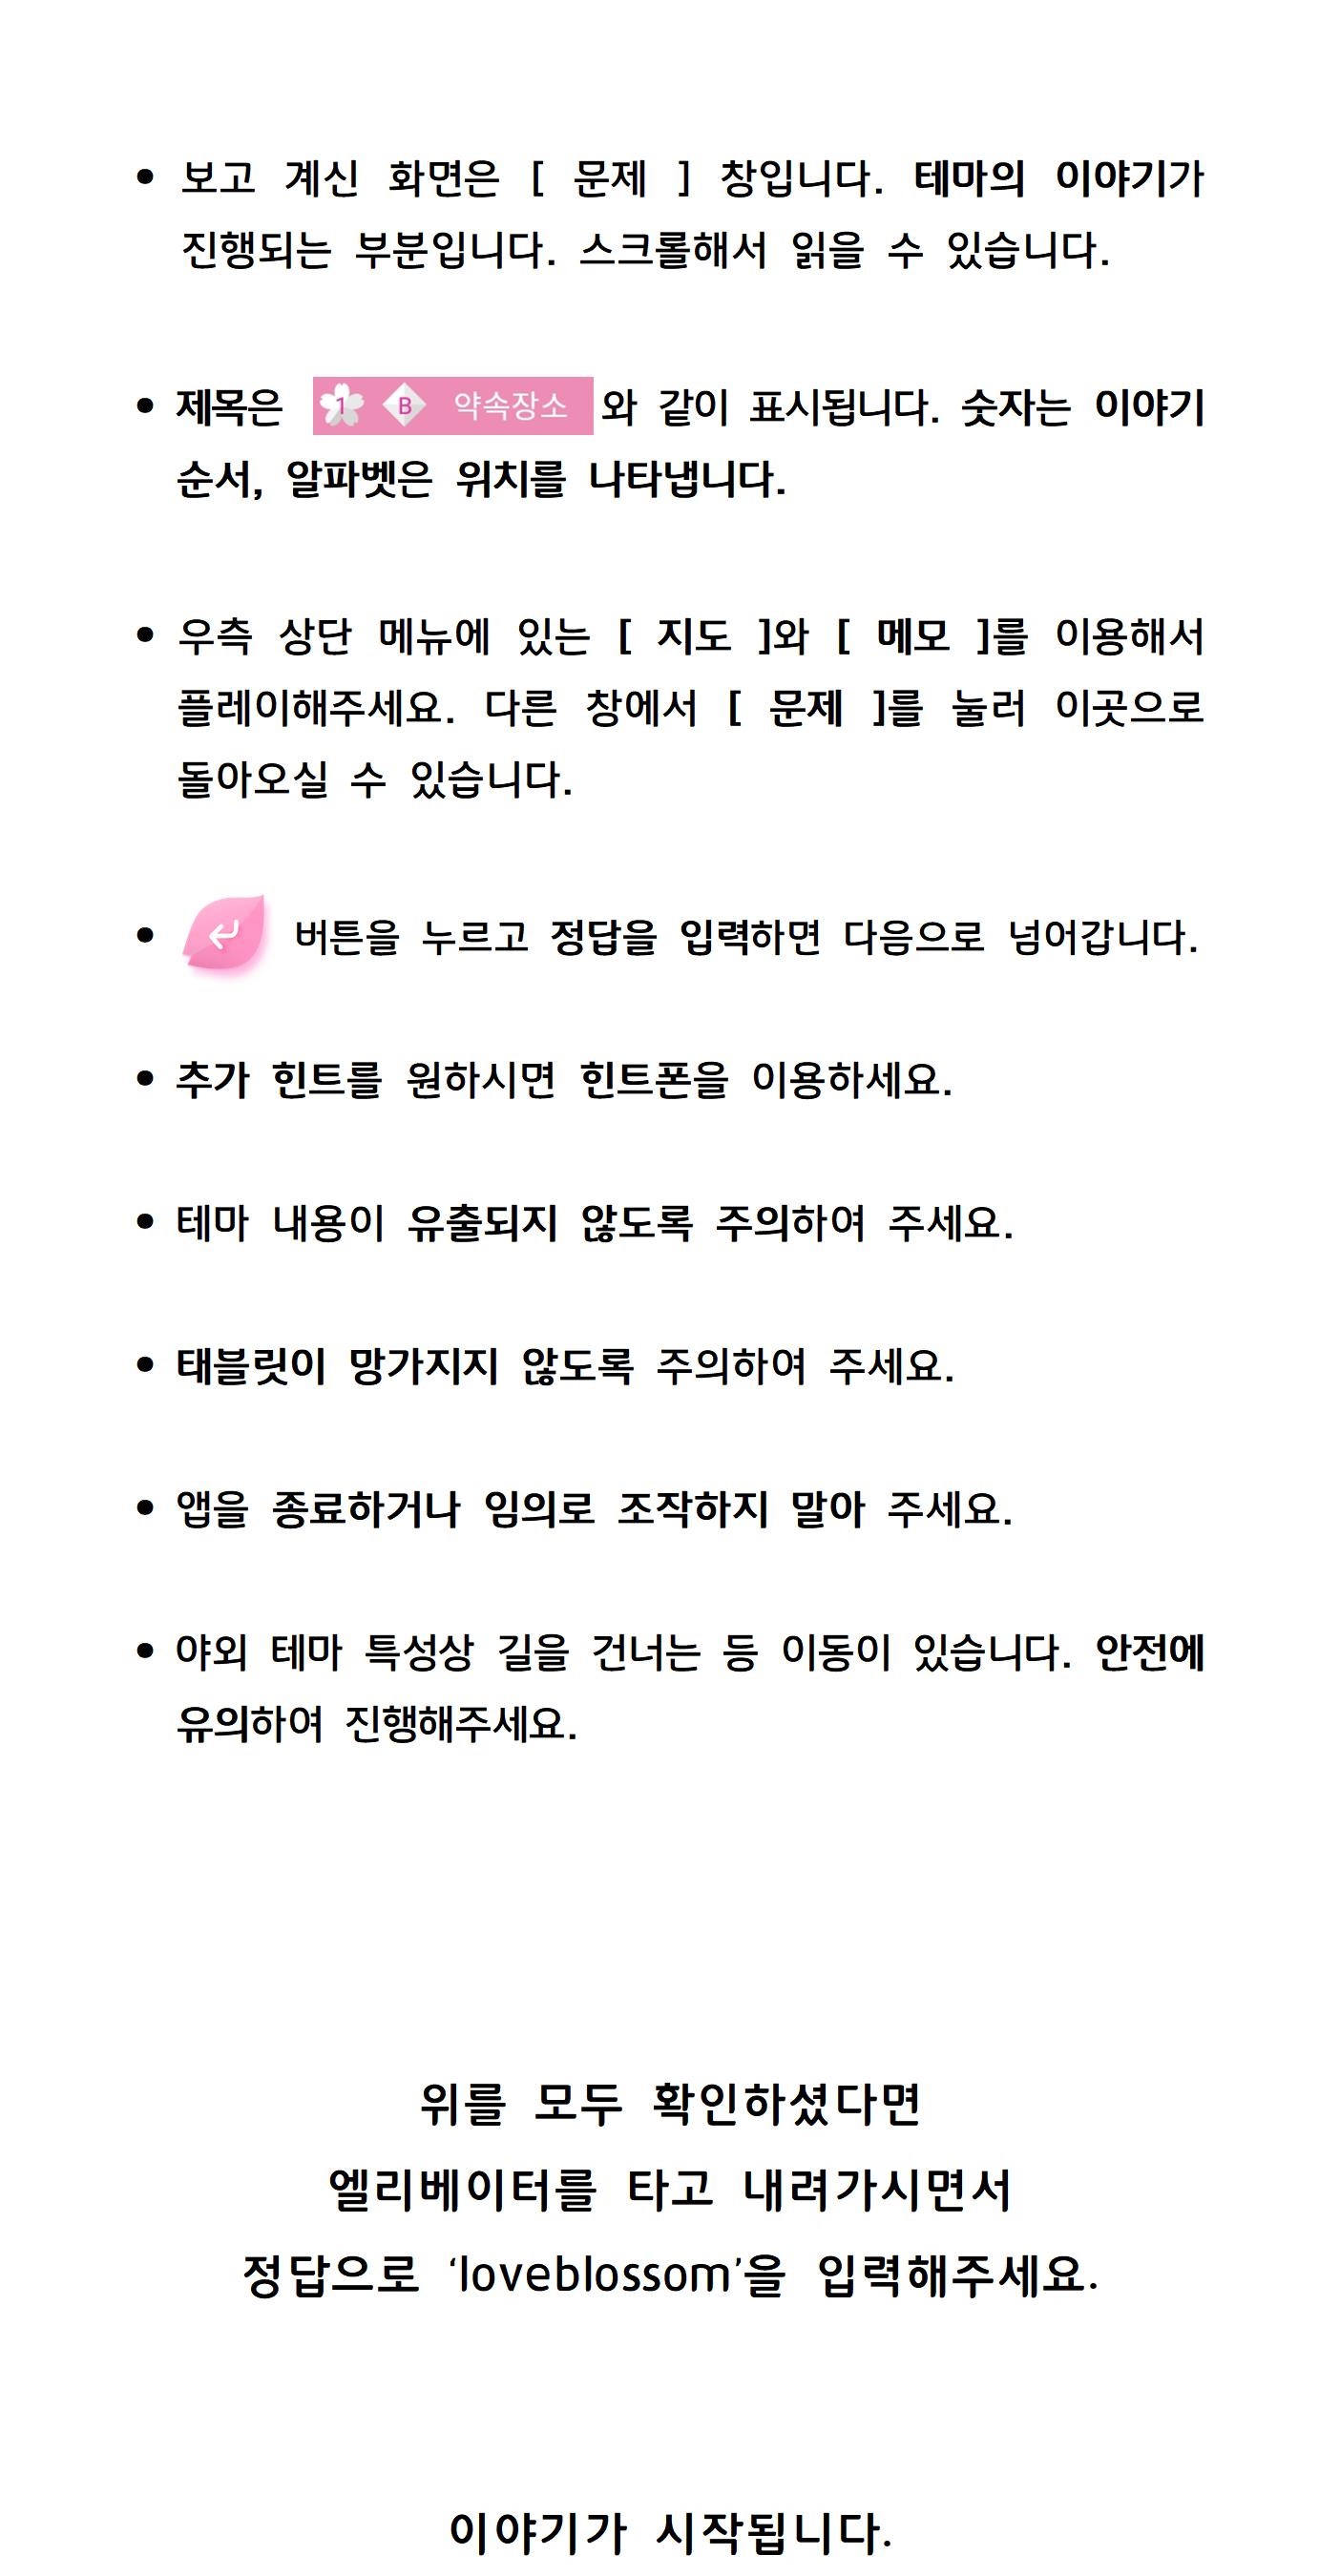 • 보고 계신 화면은 [ 문제 ] 창입니다. 테마의 이야기가
진행되는 부분입니다. 스크롤해서 읽을 수 있습니다.
• 제목은 1 B 약속장소 와 같이 표시됩니다. 숫자는 이야기
순서, 알파벳은 위치를 나타냅니다.
• 우측 상단 메뉴에 있는 [ 지도 ]와 [ 메모 ]를 이용해서
플레이해주세요. 다른 창에서 [ 문제 ]를 눌러 이곳으로
돌아오실 수 있습니다.
• 버튼을 누르고 정답을 입력하면 다음으로 넘어갑니다.
• 추가 힌트를 원하시면 힌트폰을 이용하세요.
• 테마 내용이 유출되지 않도록 주의하여 주세요.
• 태블릿이 망가지지 않도록 주의하여 주세요.
• 앱을 종료하거나 임의로 조작하지 말아 주세요.
• 야외 테마 특성상 길을 건너는 등 이동이 있습니다. 안전에
유의하여 진행해주세요.
위를 모두 확인하셨다면
엘리베이터를 타고 내려가시면서
정답으로 ‘loveblossom’을 입력해주세요.
이야기가 시작됩니다.